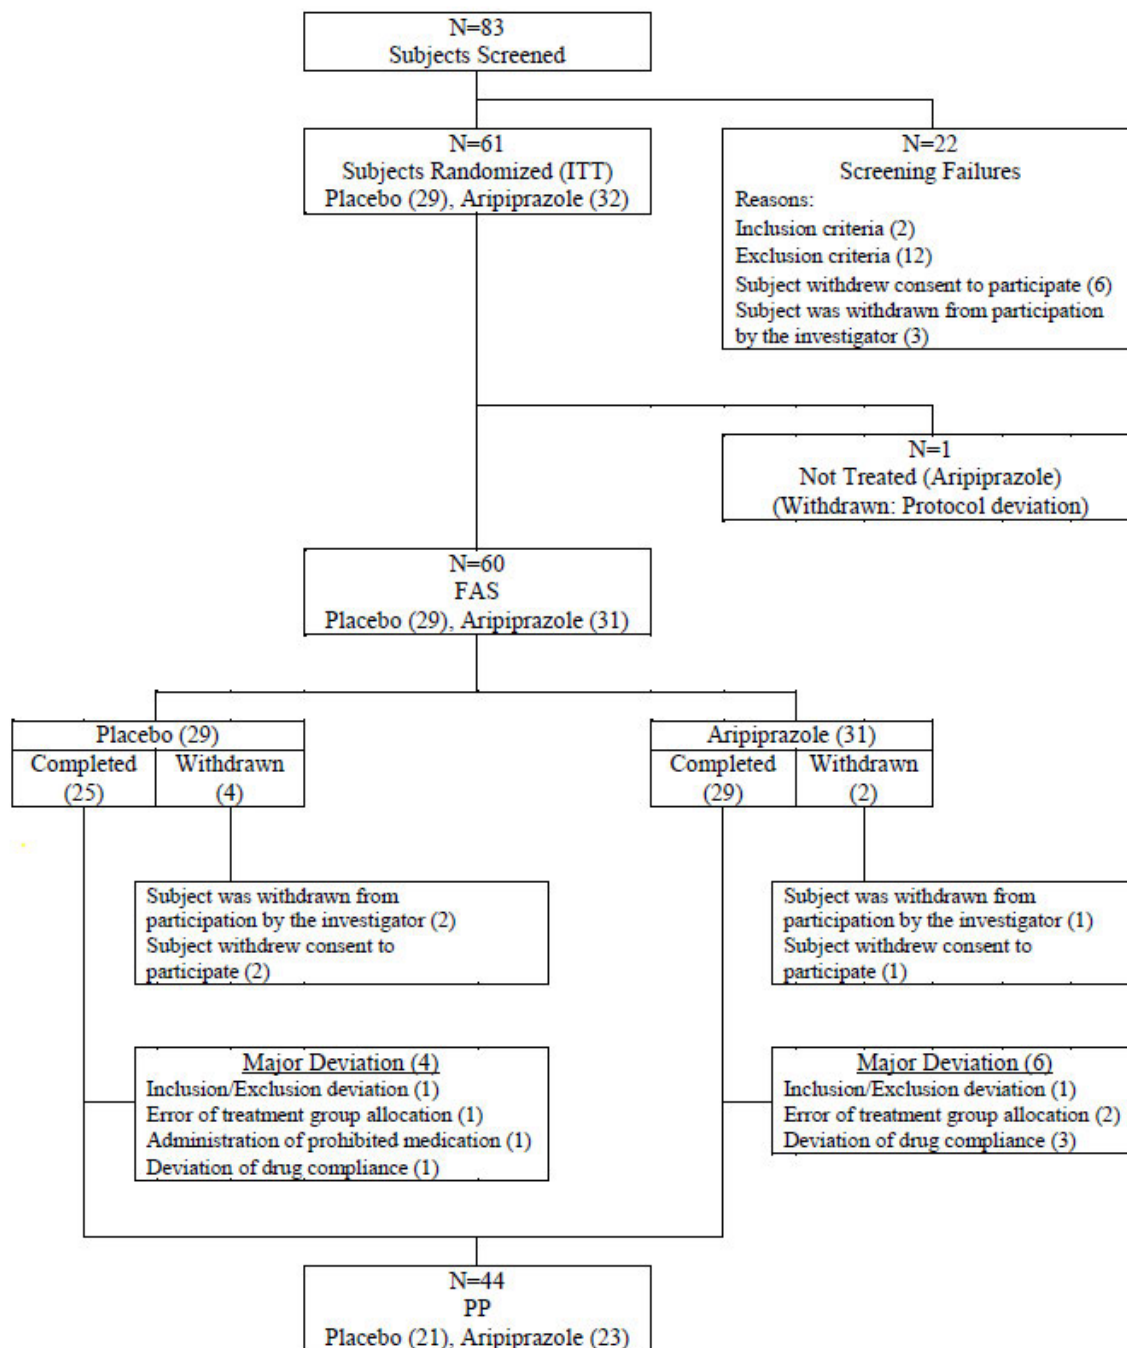 N=83
Subjects Screened
N=61
Subjects Randomized (ITT)
Placebo (29), Aripiprazole (32)
N=22
Screening Failures
Reasons:
Inclusion criteria (2)
Exclusion criteria (12)
Subject withdrew consent to participate (6)
Subject was withdrawn from participation
by the investigator (3)
N=1
Not Treated (Aripiprazole)
(Withdrawn: Protocol deviation)
N=60
FAS
Placebo (29), Aripiprazole (31)
Placebo (29)
Completed
(25)
Withdrawn
(4)
Aripiprazole (31)
Completed
(29)
Withdrawn
(2)
Subject was withdrawn from
participation by the investigator (2)
Subject withdrew consent to
participate (2)
Subject was withdrawn from
participation by the investigator (1)
Subject withdrew consent to
participate (1)
Major Deviation (4)
Inclusion/Exclusion deviation (1)
Error of treatment group allocation (1)
Administration of prohibited medication (1)
Deviation of drug compliance (1)
Major Deviation (6)
Inclusion/Exclusion deviation (1)
Error of treatment group allocation (2)
Deviation of drug compliance (3)
N=44
PP
Placebo (21), Aripiprazole (23)